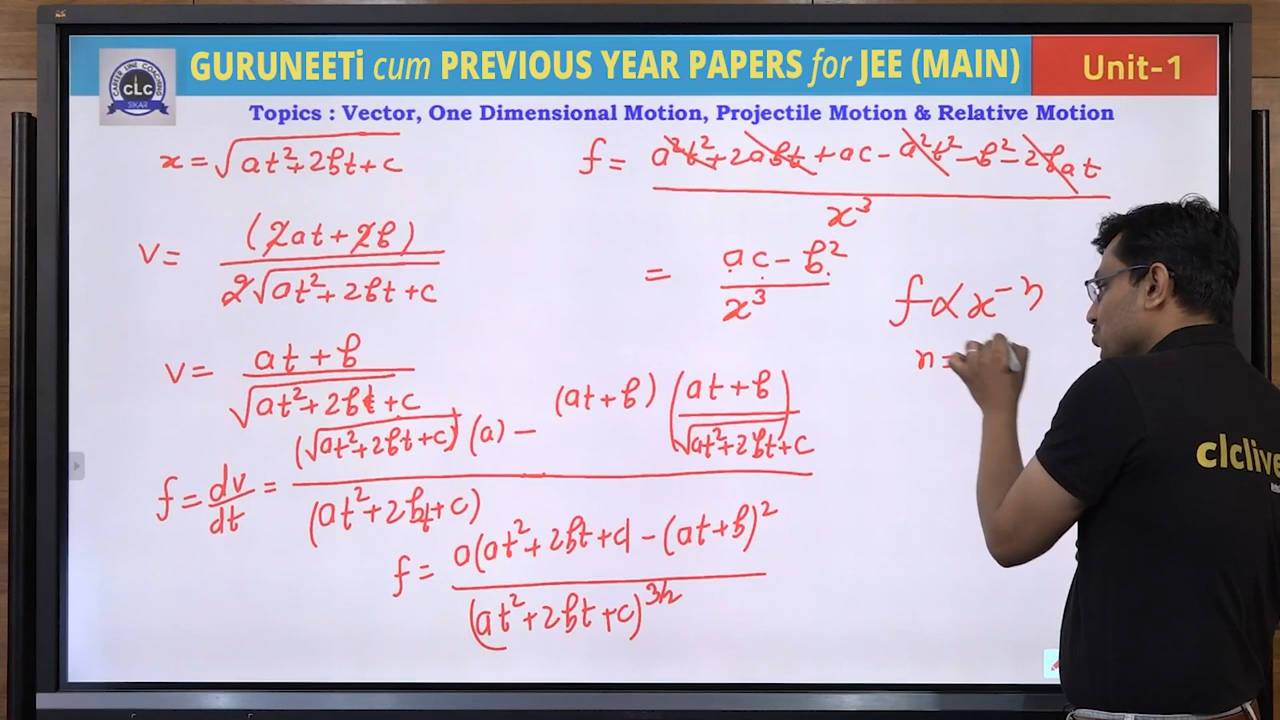 GURUNEETi cum PREVIOUS YEAR PAPERS for JEE (MAIN)
Unit-1
CLC
SIKAR
Topics : Vector, One Dimensional Motion, Projectile Motion & Relative Motion
x = √(at²+2bt+c)
v = (2at+2b) / 2√(at²+2bt+c)
v = at+b / √(at²+2bt+c)
f = dv/dt = (√(at²+2bt+c))(a) − (at+b)(at+b / √(at²+2bt+c)) / (at²+2bt+c)
f = a(at²+2bt+c) − (at+b)² / (at²+2bt+c)^3/2
f = a²t²+2abt+ac−a²t²−b²−2bat / x³
= ac−b² / x³
f ∝ x⁻ⁿ
n =
clclive